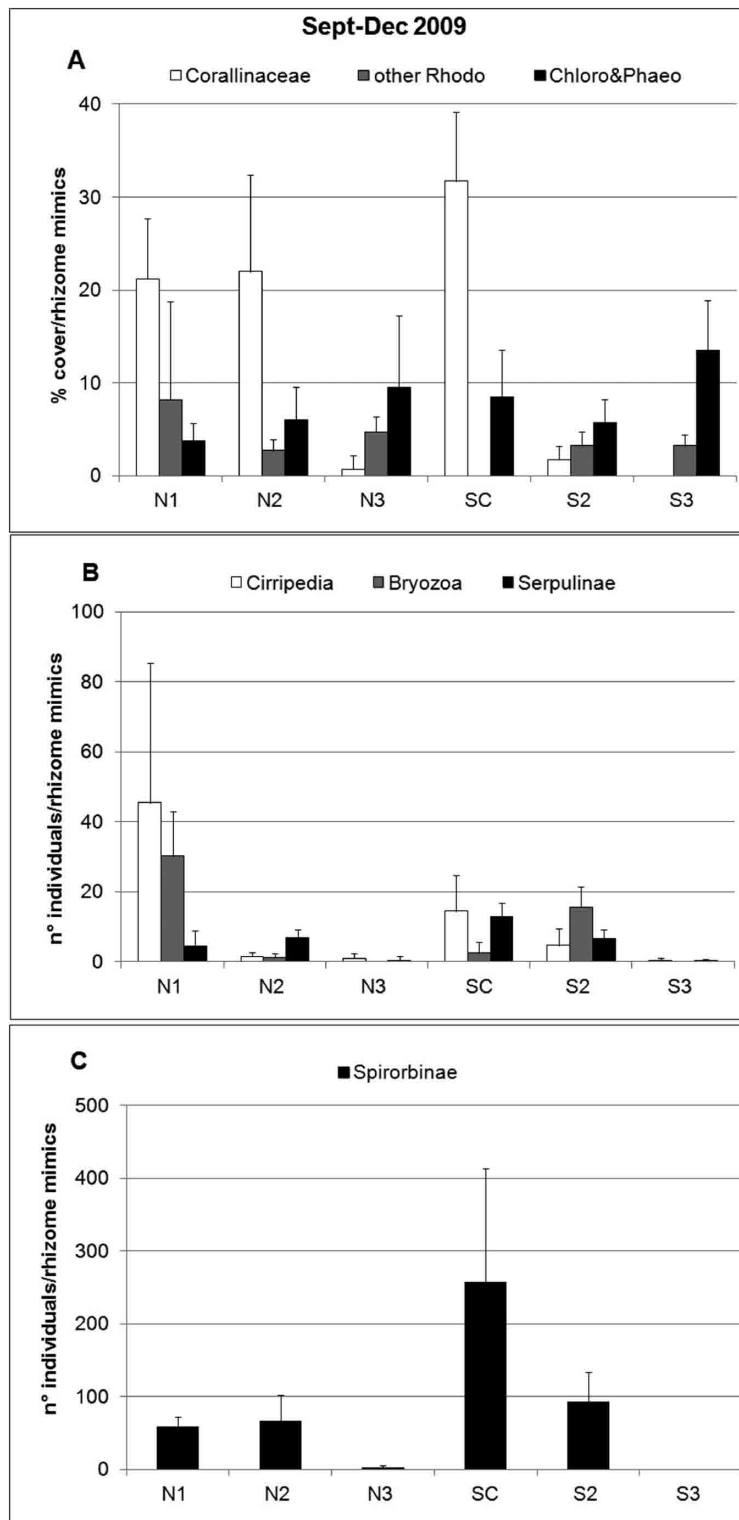 Sept-Dec 2009
A
Corallinaceae other Rhodo Chloro&Phaeo
% cover/rhizome mimics
40
30
20
10
0
N1 N2 N3 SC S2 S3
B
Cirripedia Bryozoa Serpulinae
n° individuals/rhizome mimics
100
80
60
40
20
0
N1 N2 N3 SC S2 S3
C
Spirorbinae
n° individuals/rhizome mimics
500
400
300
200
100
0
N1 N2 N3 SC S2 S3